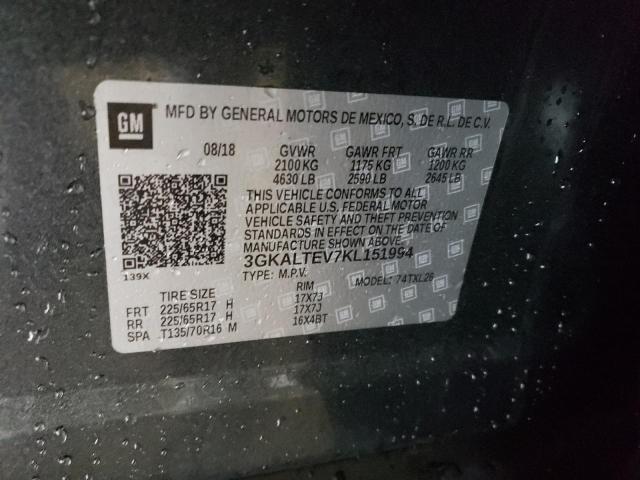 GM
MFD BY GENERAL MOTORS DE MEXICO, S. DE R.L. DE C.V.
08/18 GVWR GAWR FRT GAWR RR
2100 KG 1175 KG 1200 KG
4630 LB 2590 LB 2645 LB
THIS VEHICLE CONFORMS TO ALL
APPLICABLE U.S. FEDERAL MOTOR
VEHICLE SAFETY AND THEFT PREVENTION
STANDARDS IN EFFECT ON THE DATE OF
MANUFACTURE SHOWN ABOVE.
3GKALTEV7KL151994
139X
TYPE: M.P.V. MODEL: 74TXL26
TIRE SIZE RIM
FRT 225/65R17 H 17X7J
RR 225/65R17 H 17X7J
SPA T135/70R16 M 16X4BT